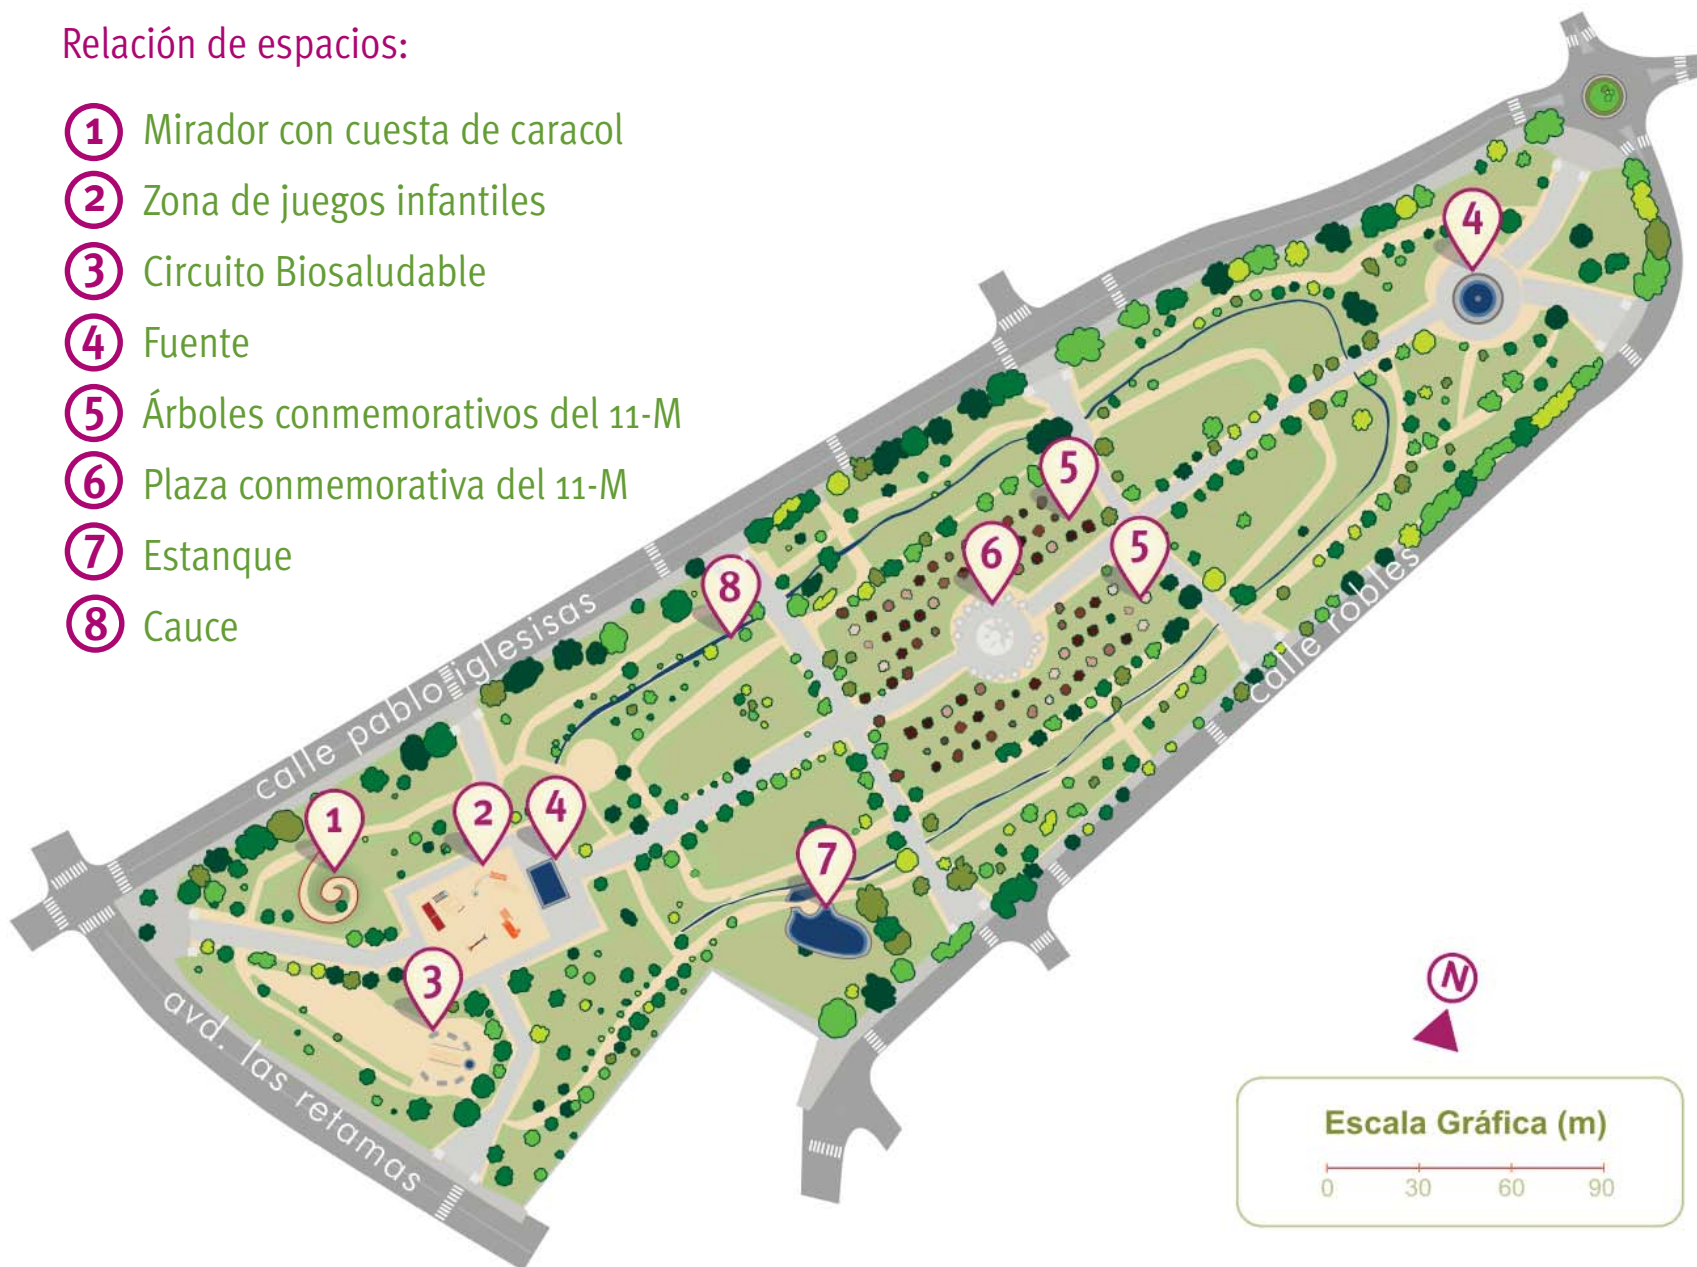 Relación de espacios:
1 Mirador con cuesta de caracol
2 Zona de juegos infantiles
3 Circuito Biosaludable
4 Fuente
5 Árboles conmemorativos del 11-M
6 Plaza conmemorativa del 11-M
7 Estanque
8 Cauce
4
5
5
6
8
calle pablo iglesisas
calle robles
1
2
4
7
3
avd. las retamas
N
Escala Gráfica (m)
0 30 60 90